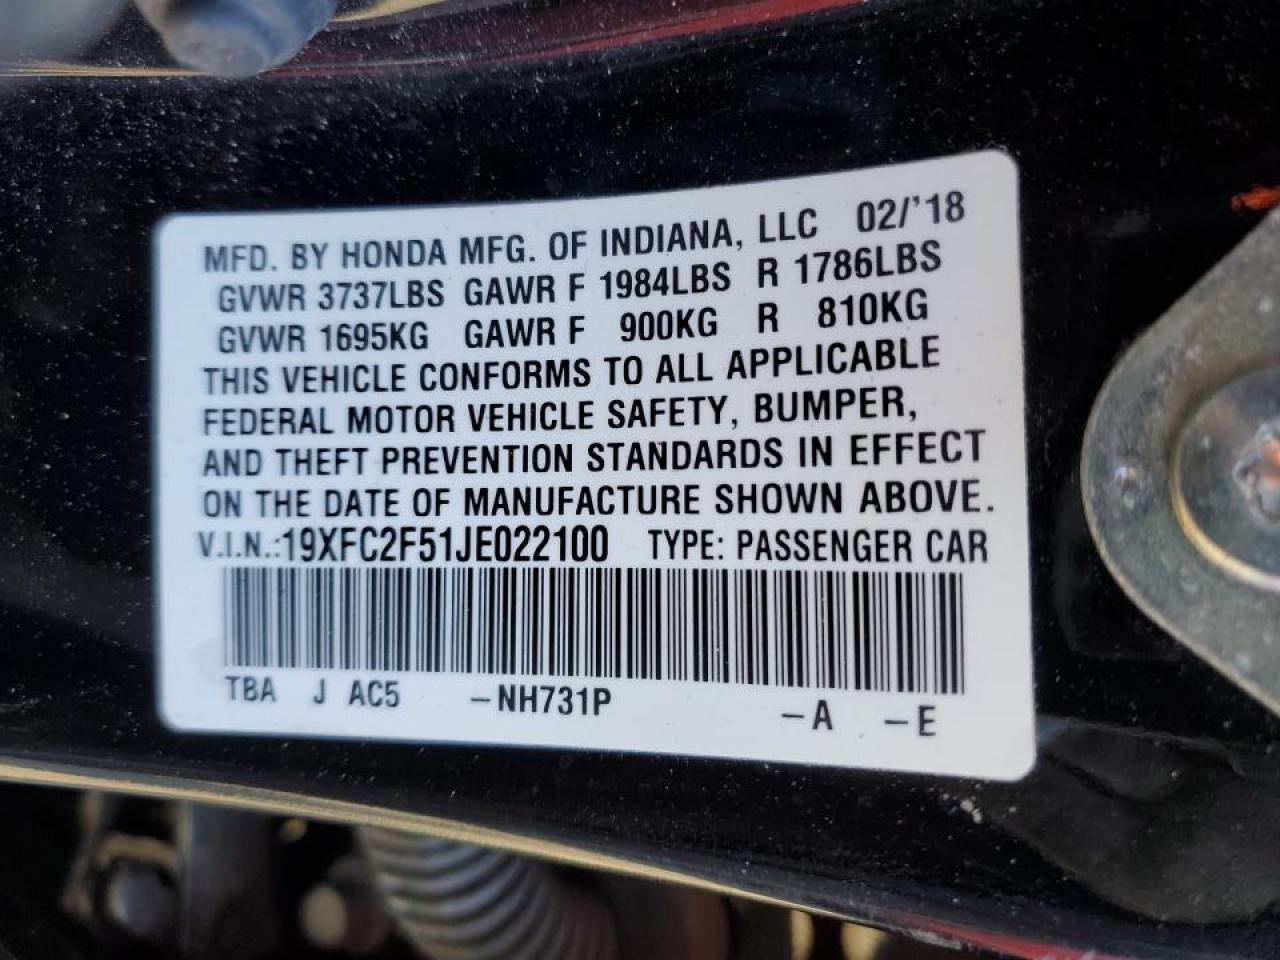 MFD. BY HONDA MFG. OF INDIANA, LLC 02/'18
GVWR 3737LBS GAWR F 1984LBS R 1786LBS
GVWR 1695KG GAWR F 900KG R 810KG
THIS VEHICLE CONFORMS TO ALL APPLICABLE
FEDERAL MOTOR VEHICLE SAFETY, BUMPER,
AND THEFT PREVENTION STANDARDS IN EFFECT
ON THE DATE OF MANUFACTURE SHOWN ABOVE.
V.I.N.:19XFC2F51JE022100 TYPE: PASSENGER CAR
TBA J AC5 -NH731P -A -E